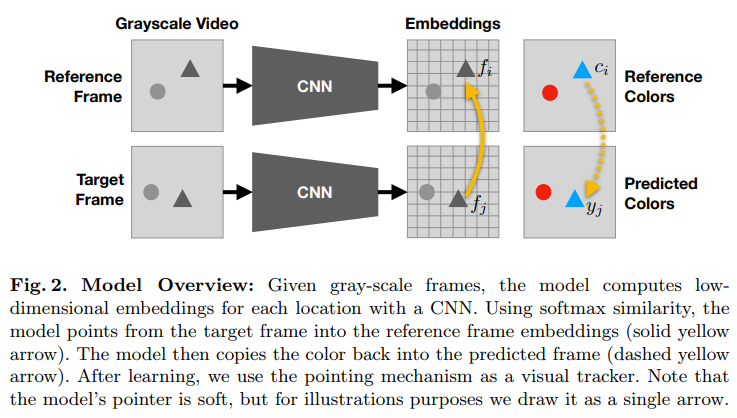 Grayscale Video
Embeddings
Reference Frame
CNN
fi
ci
Reference Colors
Target Frame
CNN
fj
yj
Predicted Colors
Fig. 2. Model Overview: Given gray-scale frames, the model computes low-
dimensional embeddings for each location with a CNN. Using softmax similarity, the
model points from the target frame into the reference frame embeddings (solid yellow
arrow). The model then copies the color back into the predicted frame (dashed yellow
arrow). After learning, we use the pointing mechanism as a visual tracker. Note that
the model's pointer is soft, but for illustrations purposes we draw it as a single arrow.